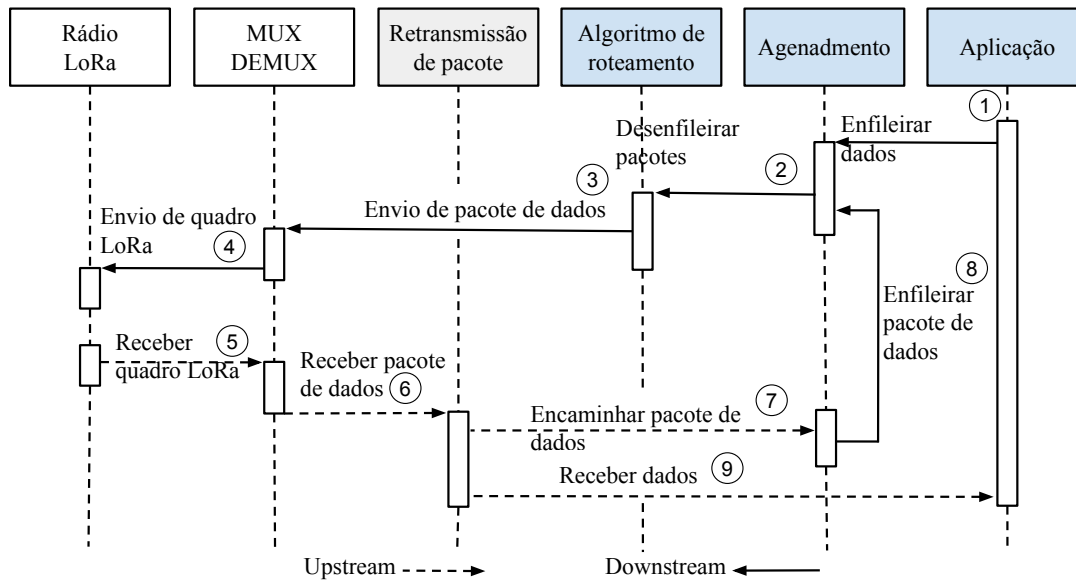 Rádio
LoRa
MUX
DEMUX
Retransmissão
de pacote
Algoritmo de
roteamento
Agenadmento
Aplicação
1
Enfileirar
dados
Desenfileirar
pacotes
2
3
Envio de pacote de dados
Envio de quadro
LoRa
4
8
Enfileirar
pacote de
dados
Receber
quadro LoRa
5
Receber pacote
de dados
6
Encaminhar pacote de
dados
7
Receber dados
9
Upstream
Downstream